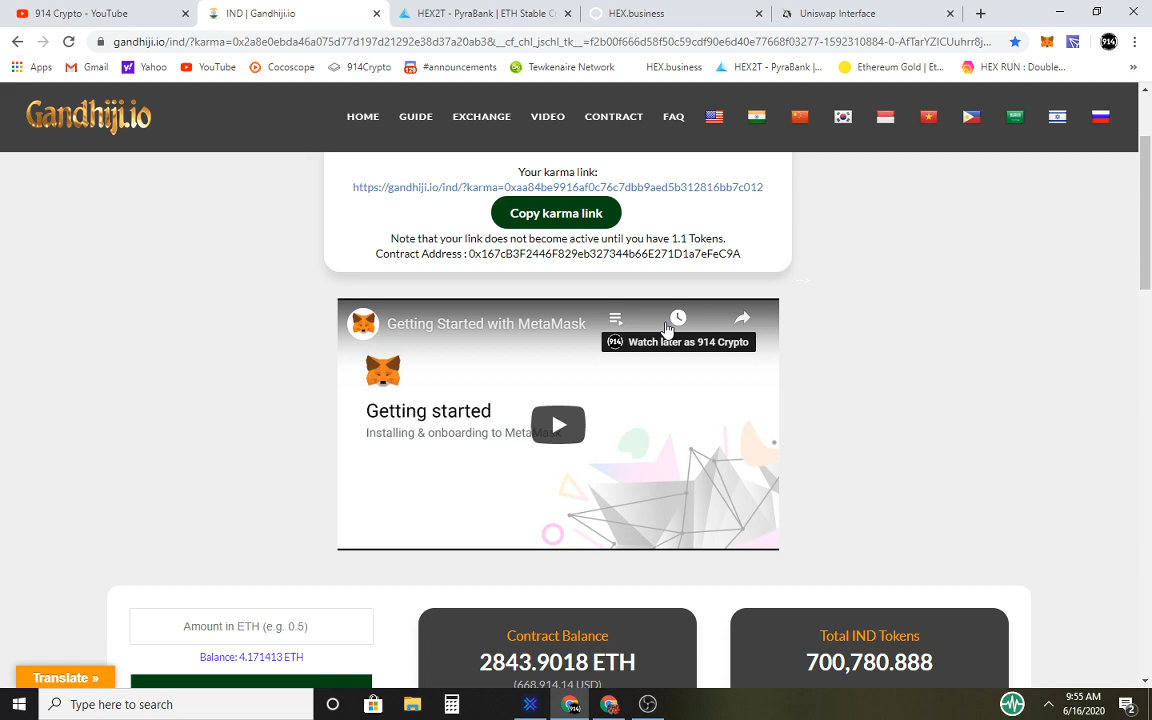 914 Crypto - YouTube
IND | Gandhiji.io
HEX2T - PyraBank | ETH Stable C
HEX.business
Uniswap Interface
gandhiji.io/ind/?karma=0x2a8e0ebda46a075d77d197d21292e38d37a20ab3&__cf_chl_jschl_tk__=f2b00f666d58f50c59cdf90e6d40e77668f03277-1592310884-0-AfTarYZICUuhrr8j...
914
Apps
Gmail
Yahoo
YouTube
Cocoscope
914Crypto
#announcements
Tewkenaire Network
HEX.business
HEX2T - PyraBank |...
Ethereum Gold | Et...
HEX RUN : Double...
»
Gandhiji.io
HOME
GUIDE
EXCHANGE
VIDEO
CONTRACT
FAQ
Your karma link:
https://gandhiji.io/ind/?karma=0xaa84be9916af0c76c7dbb9aed5b312816bb7c012
Copy karma link
Note that your link does not become active until you have 1.1 Tokens.
Contract Address : 0x167cB3F2446F829eb327344b66E271D1a7eFeC9A
-->
Getting Started with MetaMask
914 Watch later as 914 Crypto
Getting started
Installing & onboarding to MetaMask
Amount in ETH (e.g. 0.5)
Balance: 4.171413 ETH
Contract Balance
2843.9018 ETH
(668,914.14 USD)
Total IND Tokens
700,780.888
Translate »
Type here to search
914
9:55 AM
6/16/2020
2